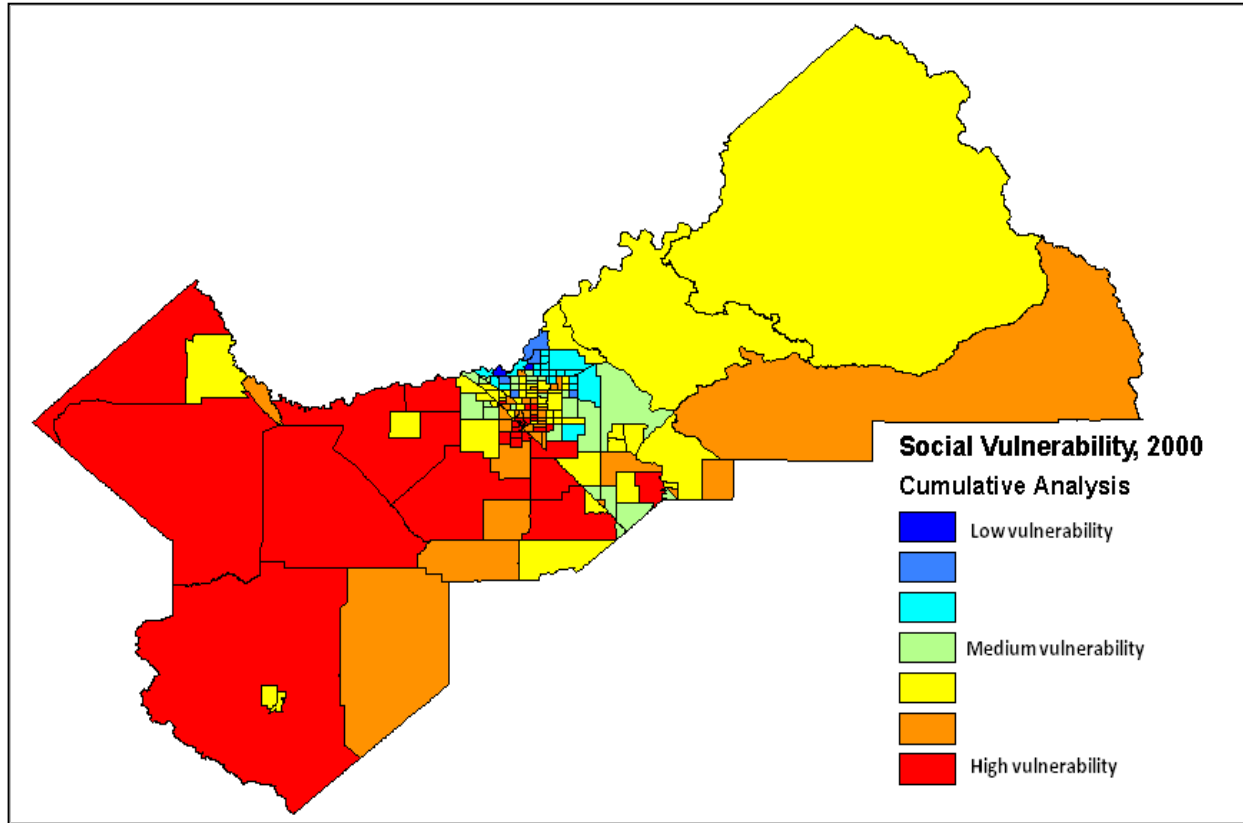 Social Vulnerability, 2000
Cumulative Analysis
Low vulnerability
Medium vulnerability
High vulnerability